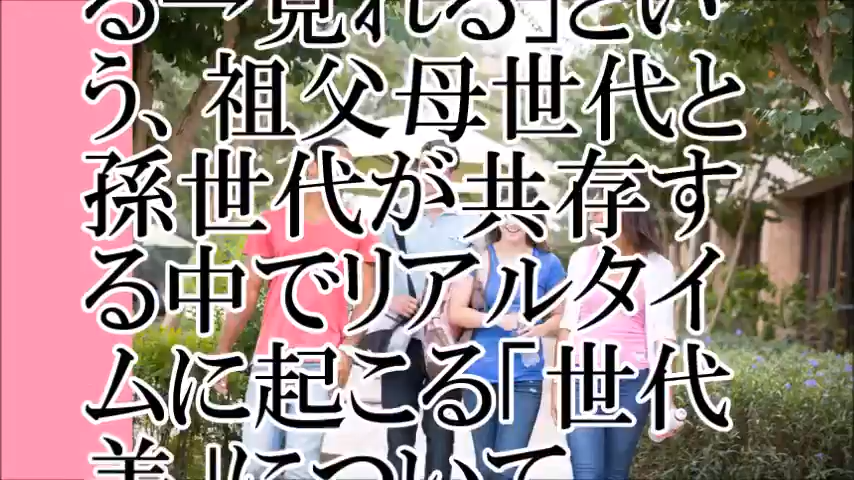 る→見れる」とい
う、祖父母世代と
孫世代が共存す
る中でリアルタイ
ムに起こる「世代
差」について